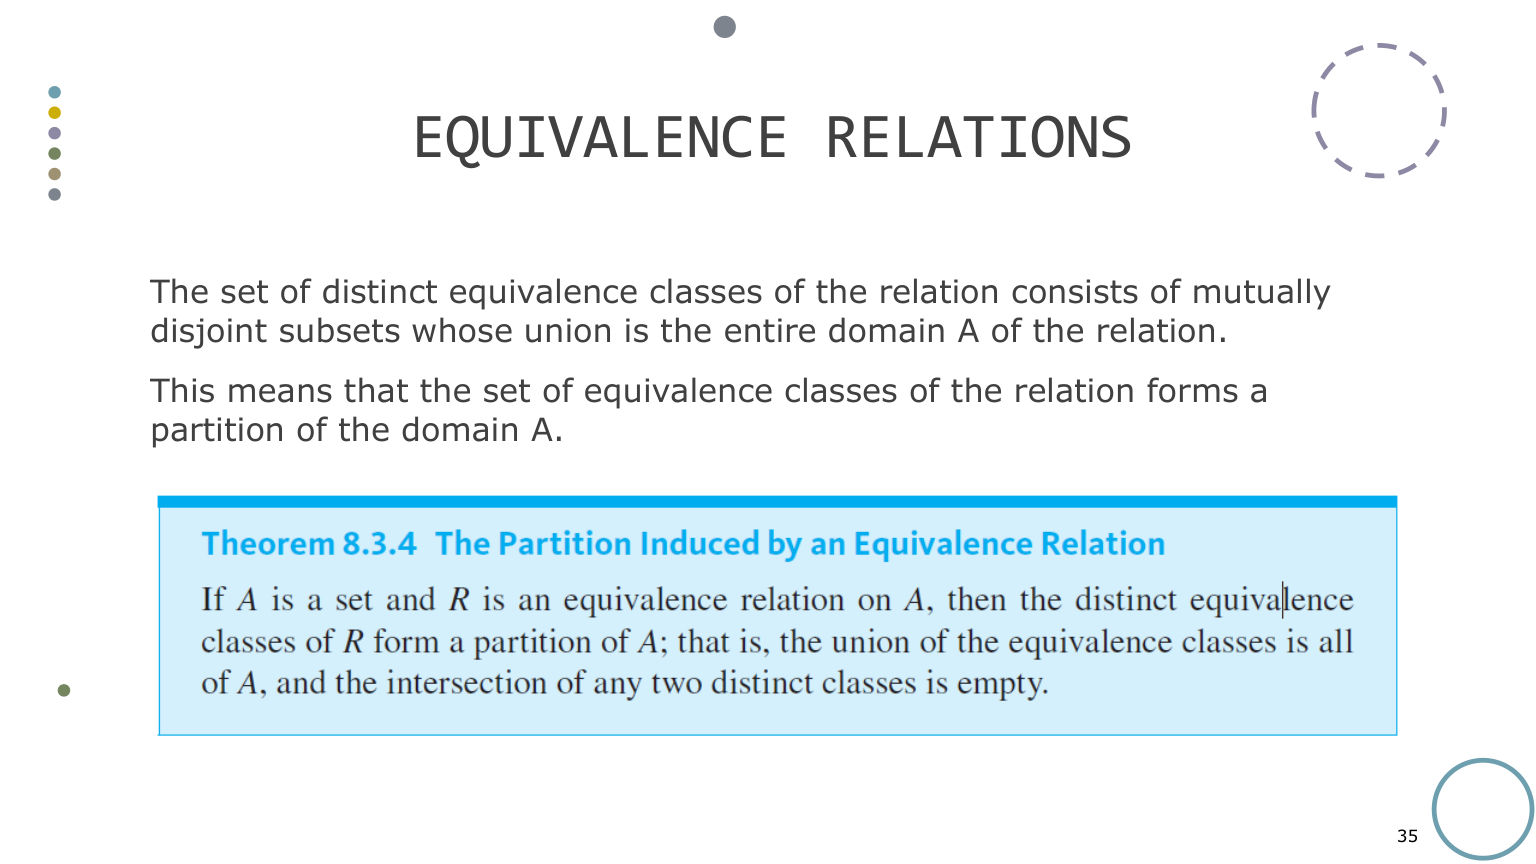 EQUIVALENCE RELATIONS
The set of distinct equivalence classes of the relation consists of mutually
disjoint subsets whose union is the entire domain A of the relation.
This means that the set of equivalence classes of the relation forms a
partition of the domain A.
Theorem 8.3.4 The Partition Induced by an Equivalence Relation
If A is a set and R is an equivalence relation on A, then the distinct equivalence
classes of R form a partition of A; that is, the union of the equivalence classes is all
of A, and the intersection of any two distinct classes is empty.
35